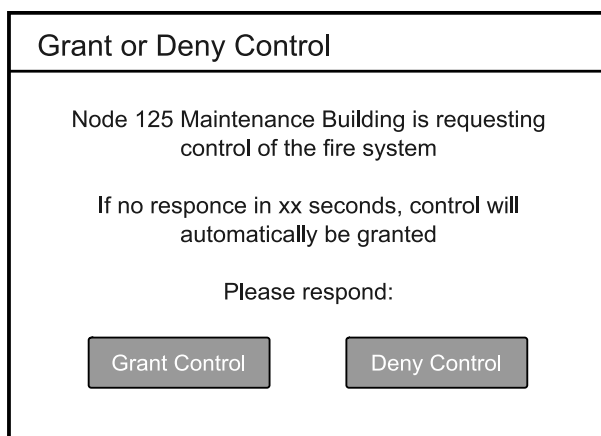 Grant or Deny Control
Node 125 Maintenance Building is requesting
control of the fire system
If no responce in xx seconds, control will
automatically be granted
Please respond:
Grant Control
Deny Control